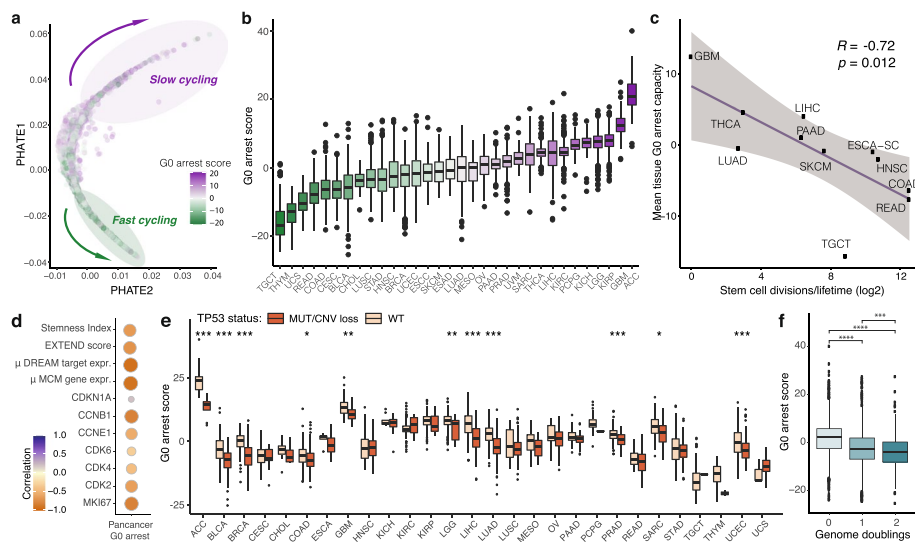 a
0.06
0.04
0.02
0.00
−0.02
−0.04
PHATE1
Slow cycling
G0 arrest score
20
10
0
−10
−20
Fast cycling
−0.01
0.00
0.01
0.02
0.03
0.04
PHATE2
b
40
20
0
−20
G0 arrest score
TGCT
THYM
UCS
READ
COAD
CESC
BLCA
CHOL
LUSC
STAD
HNSC
BRCA
UCEC
ESCC
SKCM
SARD
LUAD
MESO
OV
PAAD
PRAD
UVM
SARC
THCA
LIHC
KIRC
PCPG
KICH
LGG
KIRP
GBM
ACC
c
R = -0.72
p = 0.012
10
0
−10
Mean tissue G0 arrest capacity
GBM
THCA
LUAD
LIHC
PAAD
SKCM
ESCA−SC
HNSC
COAD
READ
TGCT
0
4
8
12
Stem cell divisions/lifetime (log2)
d
Stemness Index
EXTEND score
μ DREAM target expr.
μ MCM gene expr.
CDKN1A
CCNB1
CCNE1
CDK6
CDK4
CDK2
MKI67
Correlation
1.0
0.5
0.0
−0.5
−1.0
Pancancer
G0 arrest
e
TP53 status:
MUT/CNV loss
WT
*** *** *** * ** ** *** *** *** * ***
25
0
-25
G0 arrest score
ACC
BLCA
BRCA
CESC
CHOL
COAD
ESCA
GBM
HNSC
KICH
KIRC
KIRP
LGG
LIHC
LUAD
LUSC
MESO
OV
PAAD
PCPG
PRAD
READ
SARC
STAD
TGCT
THYM
UCEC
UCS
f
***
****
****
40
20
0
−20
G0 arrest score
0
1
2
Genome doublings